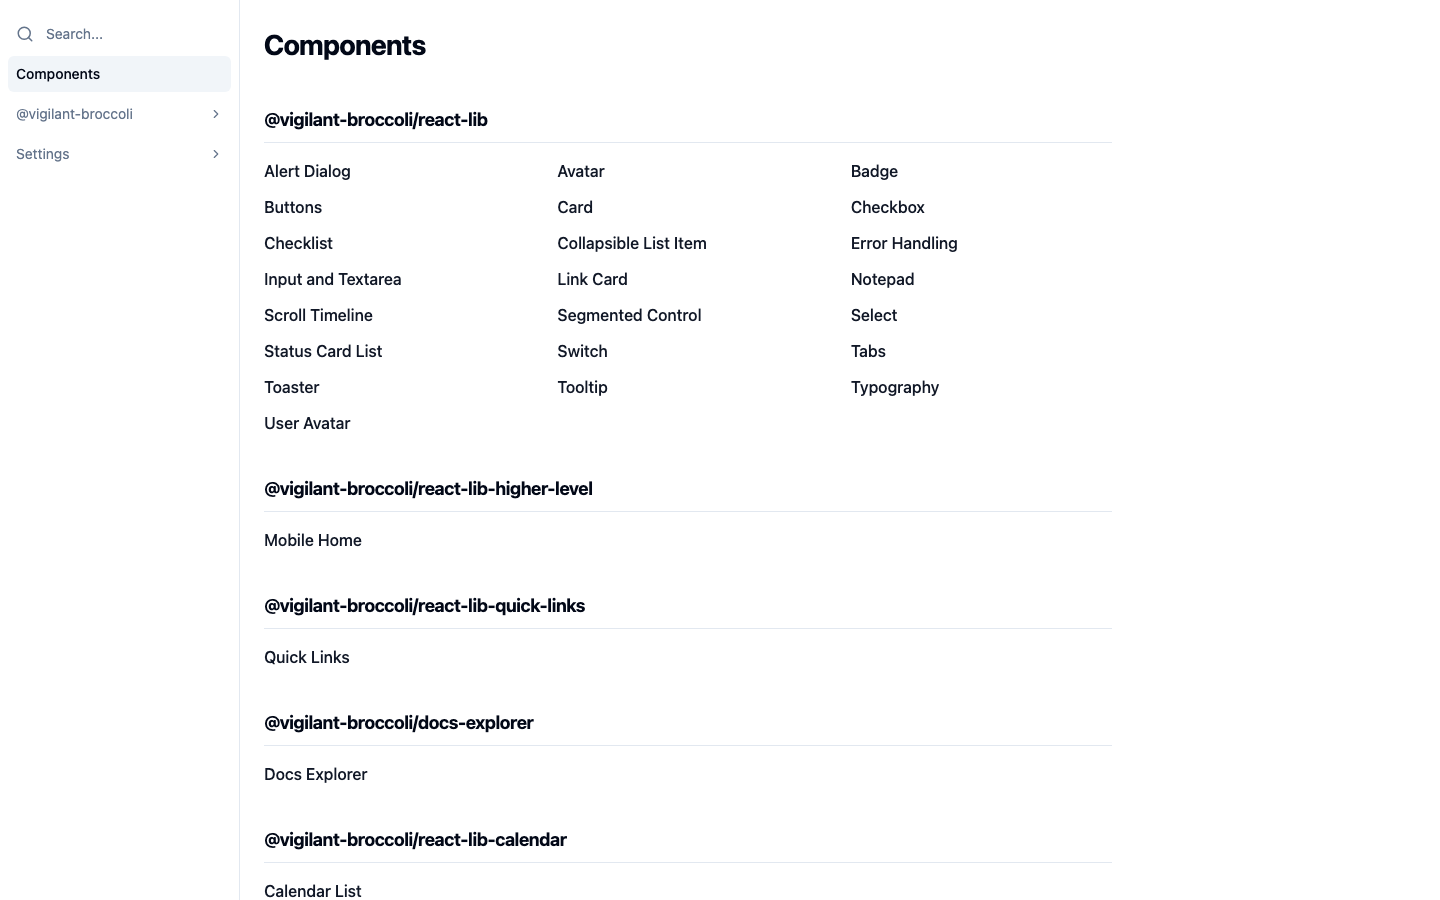 Search...
Components
@vigilant-broccoli
Settings
Components
@vigilant-broccoli/react-lib
Alert Dialog Avatar Badge
Buttons Card Checkbox
Checklist Collapsible List Item Error Handling
Input and Textarea Link Card Notepad
Scroll Timeline Segmented Control Select
Status Card List Switch Tabs
Toaster Tooltip Typography
User Avatar
@vigilant-broccoli/react-lib-higher-level
Mobile Home
@vigilant-broccoli/react-lib-quick-links
Quick Links
@vigilant-broccoli/docs-explorer
Docs Explorer
@vigilant-broccoli/react-lib-calendar
Calendar List